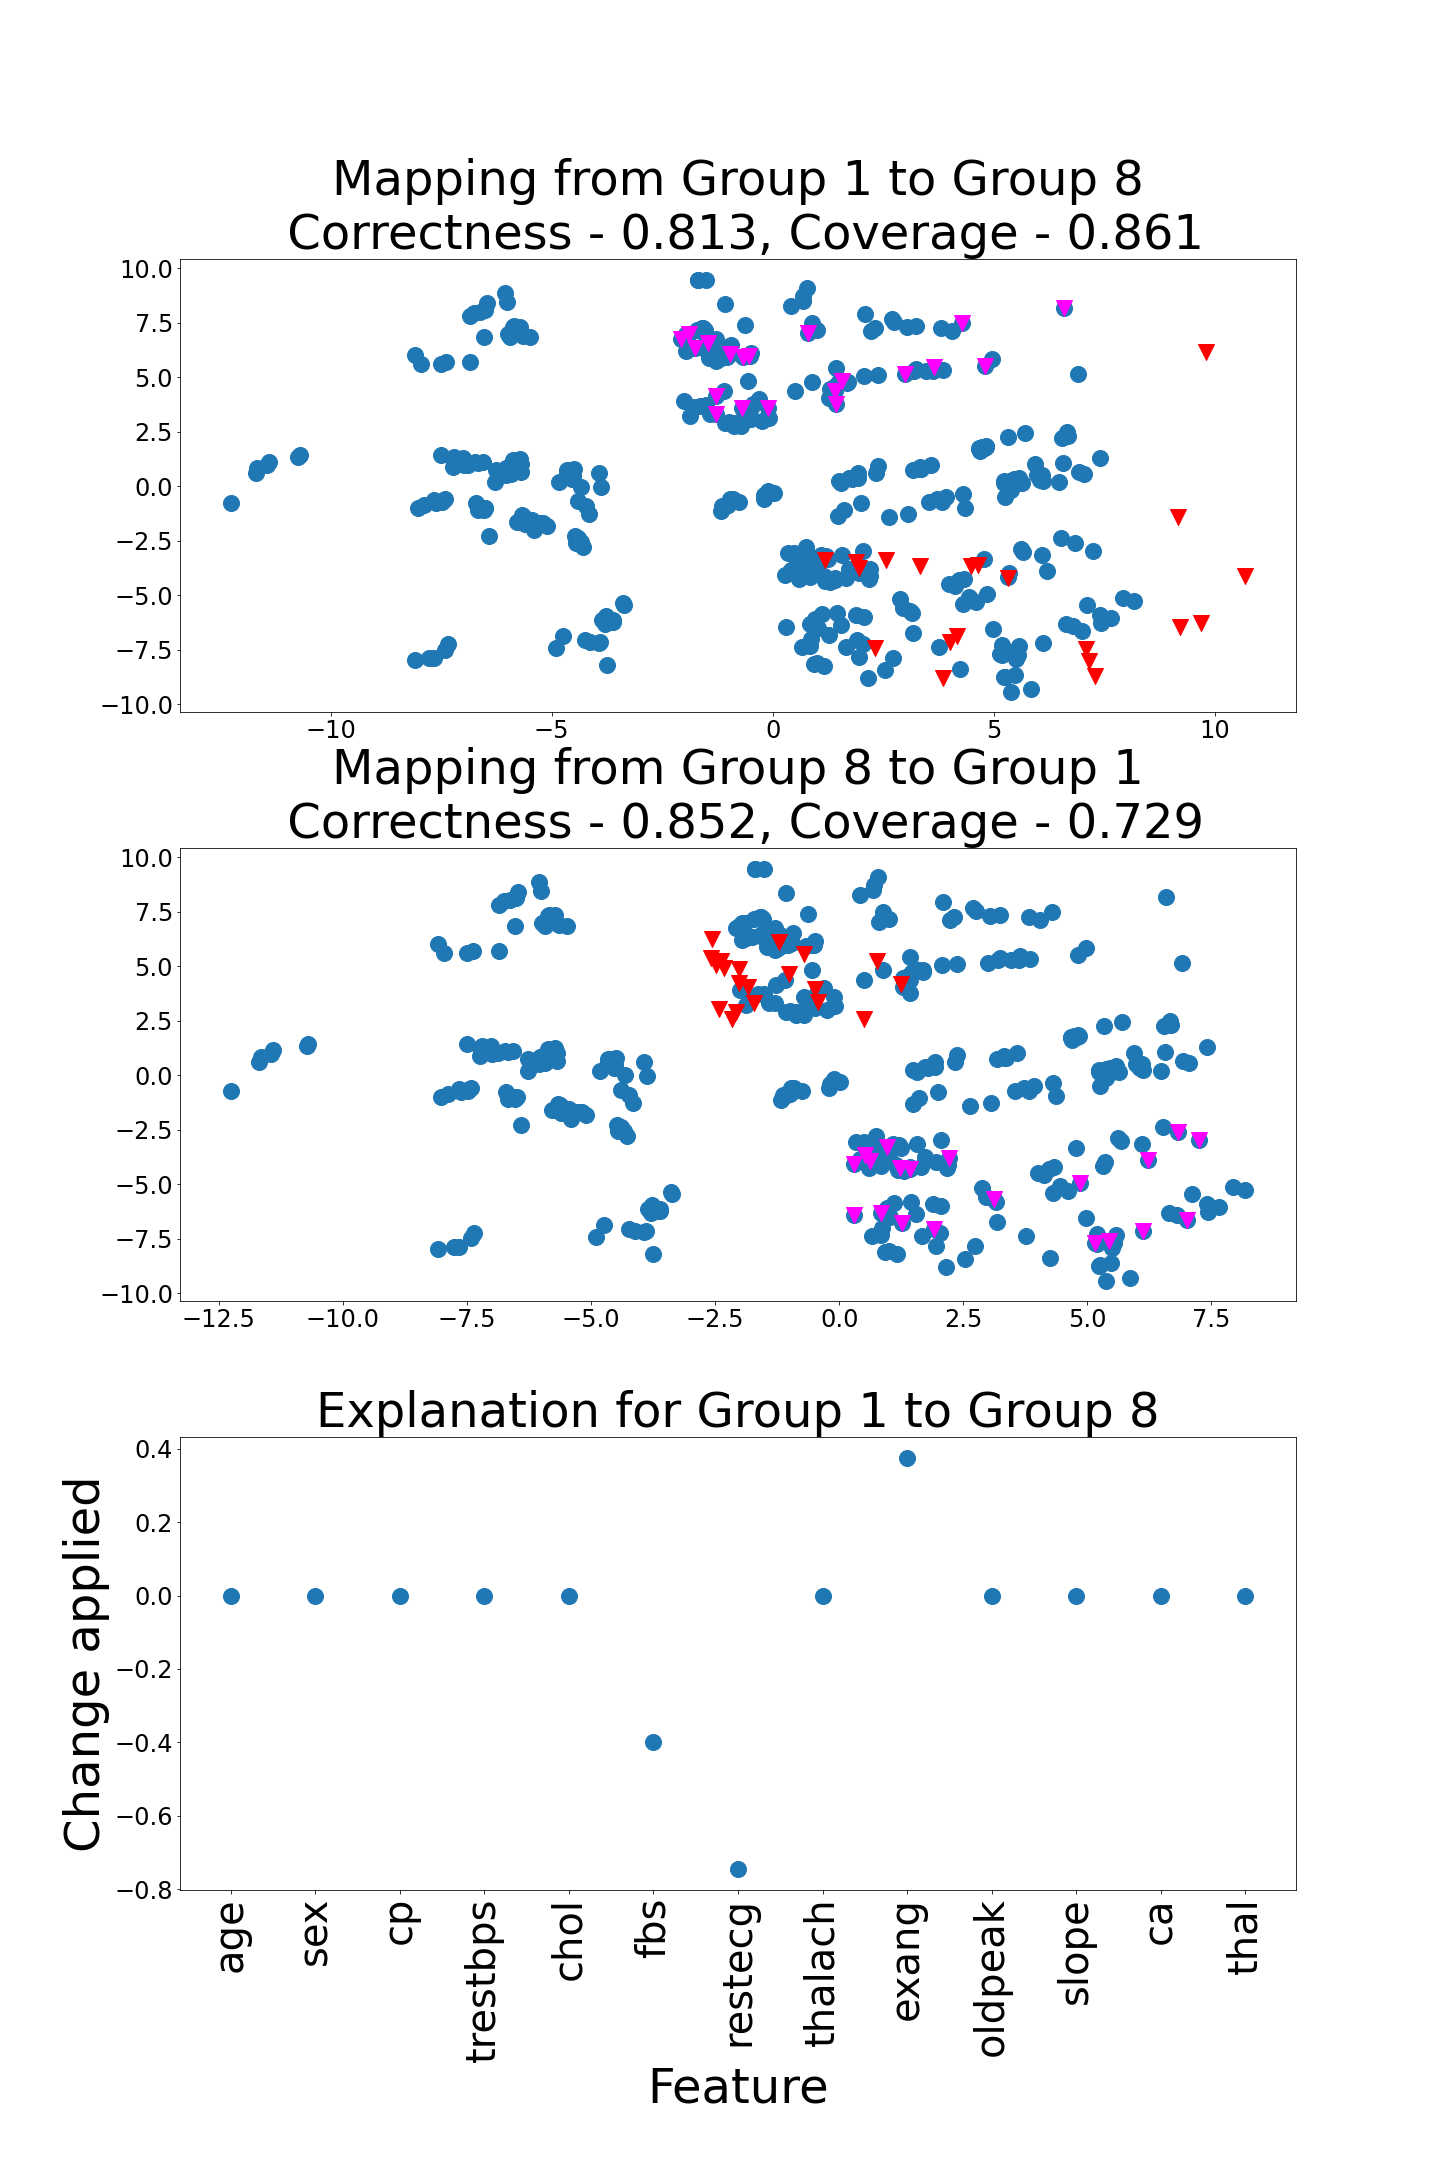 Mapping from Group 1 to Group 8
Correctness - 0.813, Coverage - 0.861
10.0
7.5
5.0
2.5
0.0
−2.5
−5.0
−7.5
−10.0
−10 −5 0 5 10
Mapping from Group 8 to Group 1
Correctness - 0.852, Coverage - 0.729
10.0
7.5
5.0
2.5
0.0
−2.5
−5.0
−7.5
−10.0
−12.5 −10.0 −7.5 −5.0 −2.5 0.0 2.5 5.0 7.5
Explanation for Group 1 to Group 8
Change applied
0.4
0.2
0.0
−0.2
−0.4
−0.6
−0.8
age
sex
cp
trestbps
chol
fbs
restecg
thalach
exang
oldpeak
slope
ca
thal
Feature